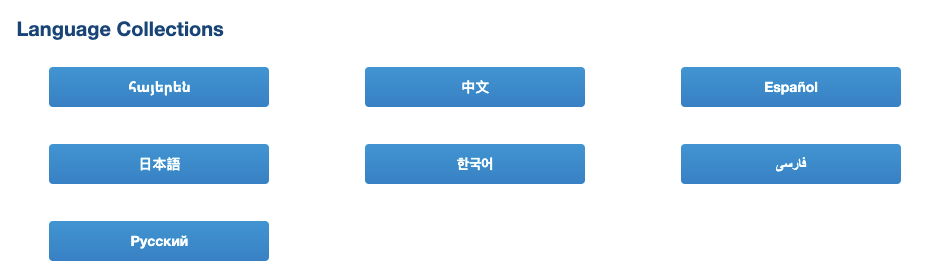 Language Collections
հայերեն
中文
Español
日本語
한국어
فارسی
Русский